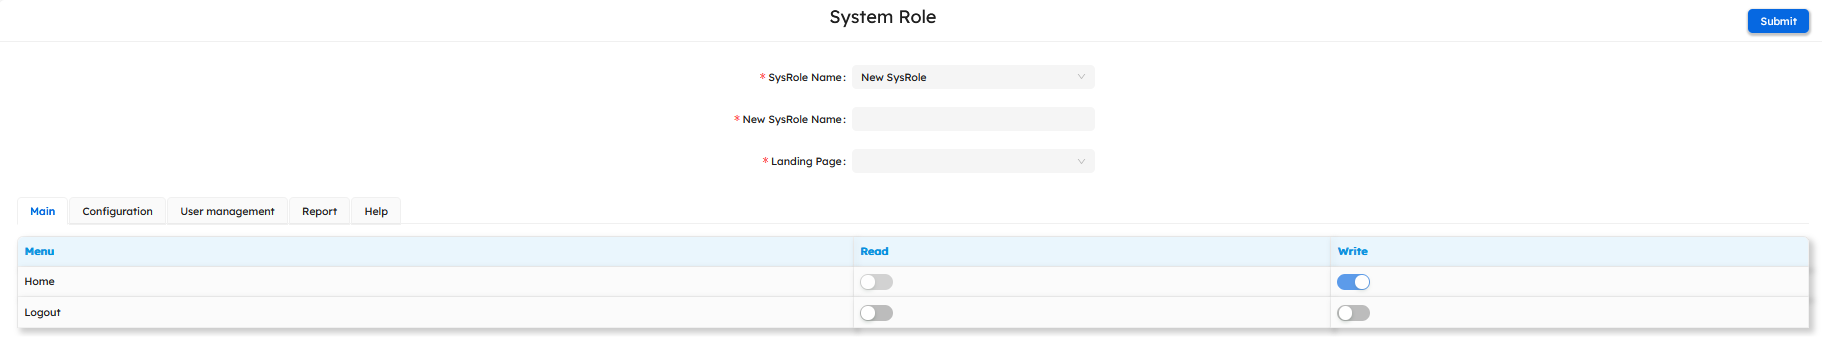 System Role
Submit
* SysRole Name: New SysRole
* New SysRole Name:
* Landing Page:
Main Configuration User management Report Help
Menu Read Write
Home
Logout